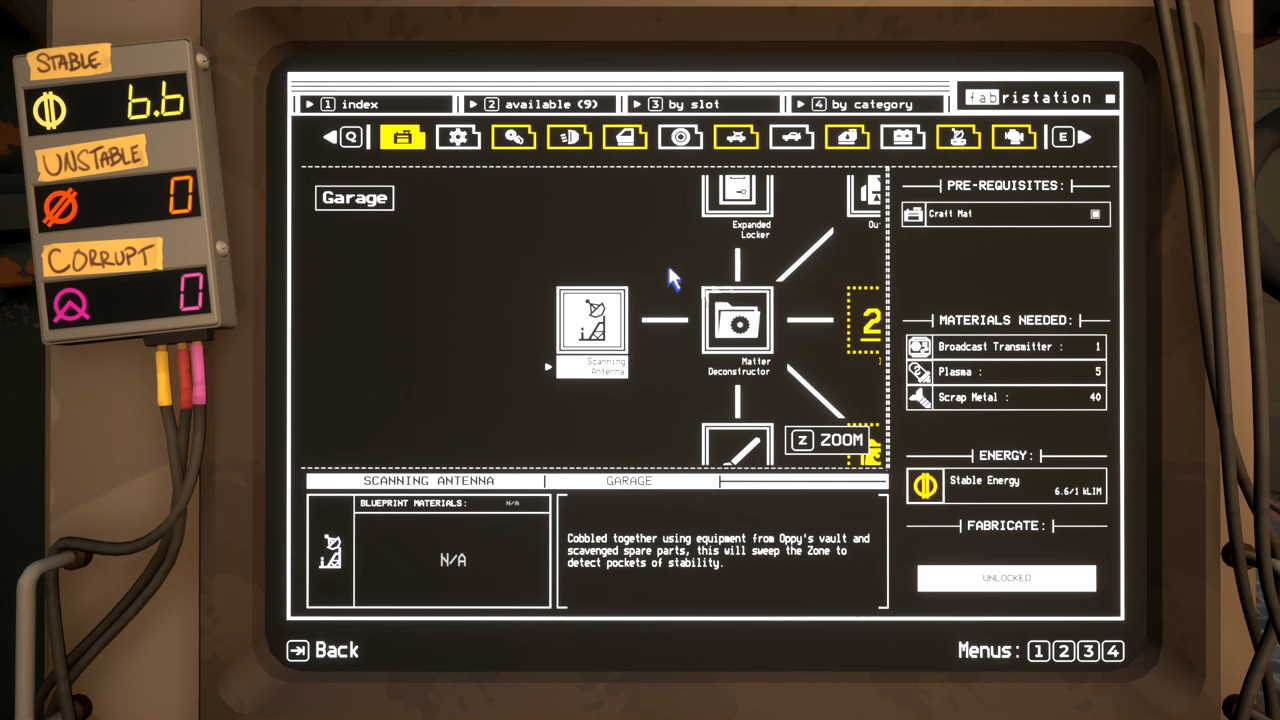 STABLE
6.6
UNSTABLE
0
CORRUPT
0
1 index
2 available (9)
3 by slot
4 by category
fabristation
Q
E
Garage
Expanded
Locker
Ou
Scanning
Antenna
Matter
Deconstructor
2
Z ZOOM
PRE-REQUISITES:
Craft Mat
MATERIALS NEEDED:
Broadcast Transmitter : 1
Plasma : 5
Scrap Metal : 40
ENERGY:
Stable Energy
6.6/1 kLIM
FABRICATE:
UNLOCKED
SCANNING ANTENNA
GARAGE
BLUEPRINT MATERIALS: N/A
N/A
Cobbled together using equipment from Oppy's vault and
scavenged spare parts, this will sweep the Zone to
detect pockets of stability.
Back
Menus: 1 2 3 4